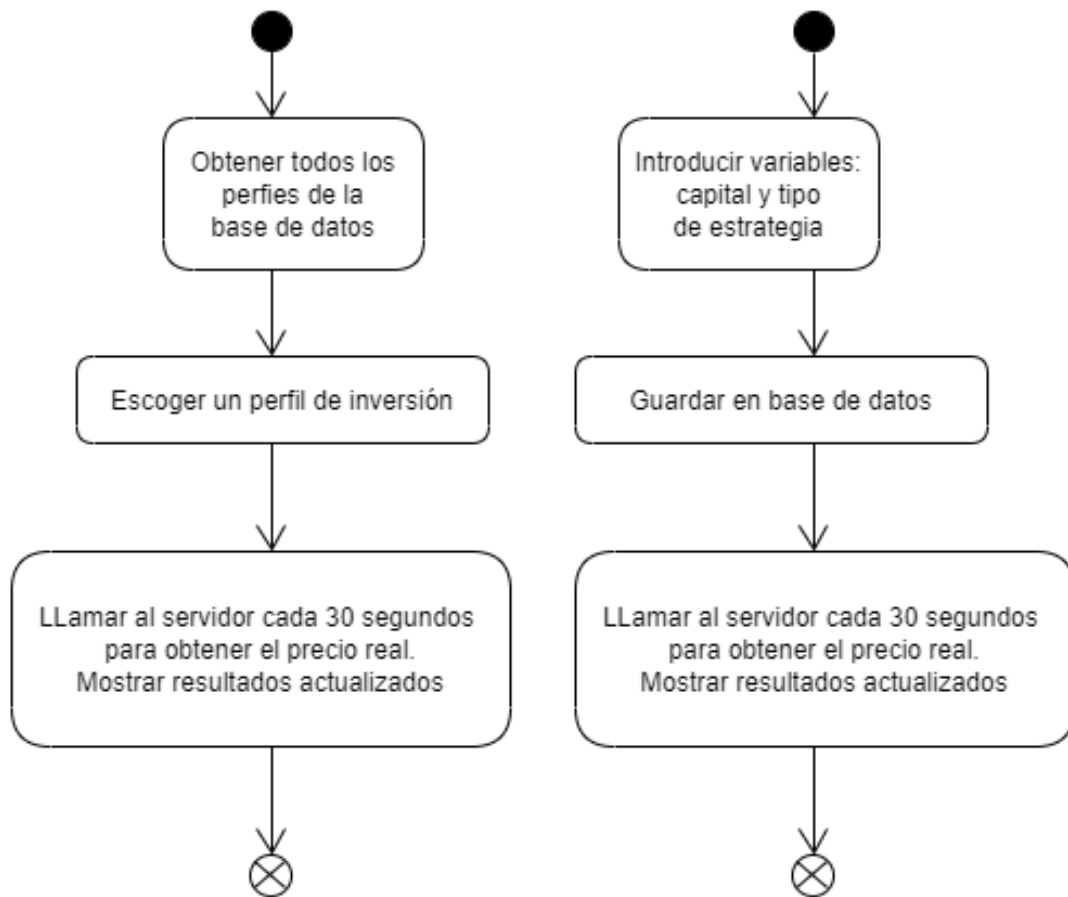 Obtener todos los
perfies de la
base de datos
Escoger un perfil de inversión
LLamar al servidor cada 30 segundos
para obtener el precio real.
Mostrar resultados actualizados
Introducir variables:
capital y tipo
de estrategia
Guardar en base de datos
LLamar al servidor cada 30 segundos
para obtener el precio real.
Mostrar resultados actualizados